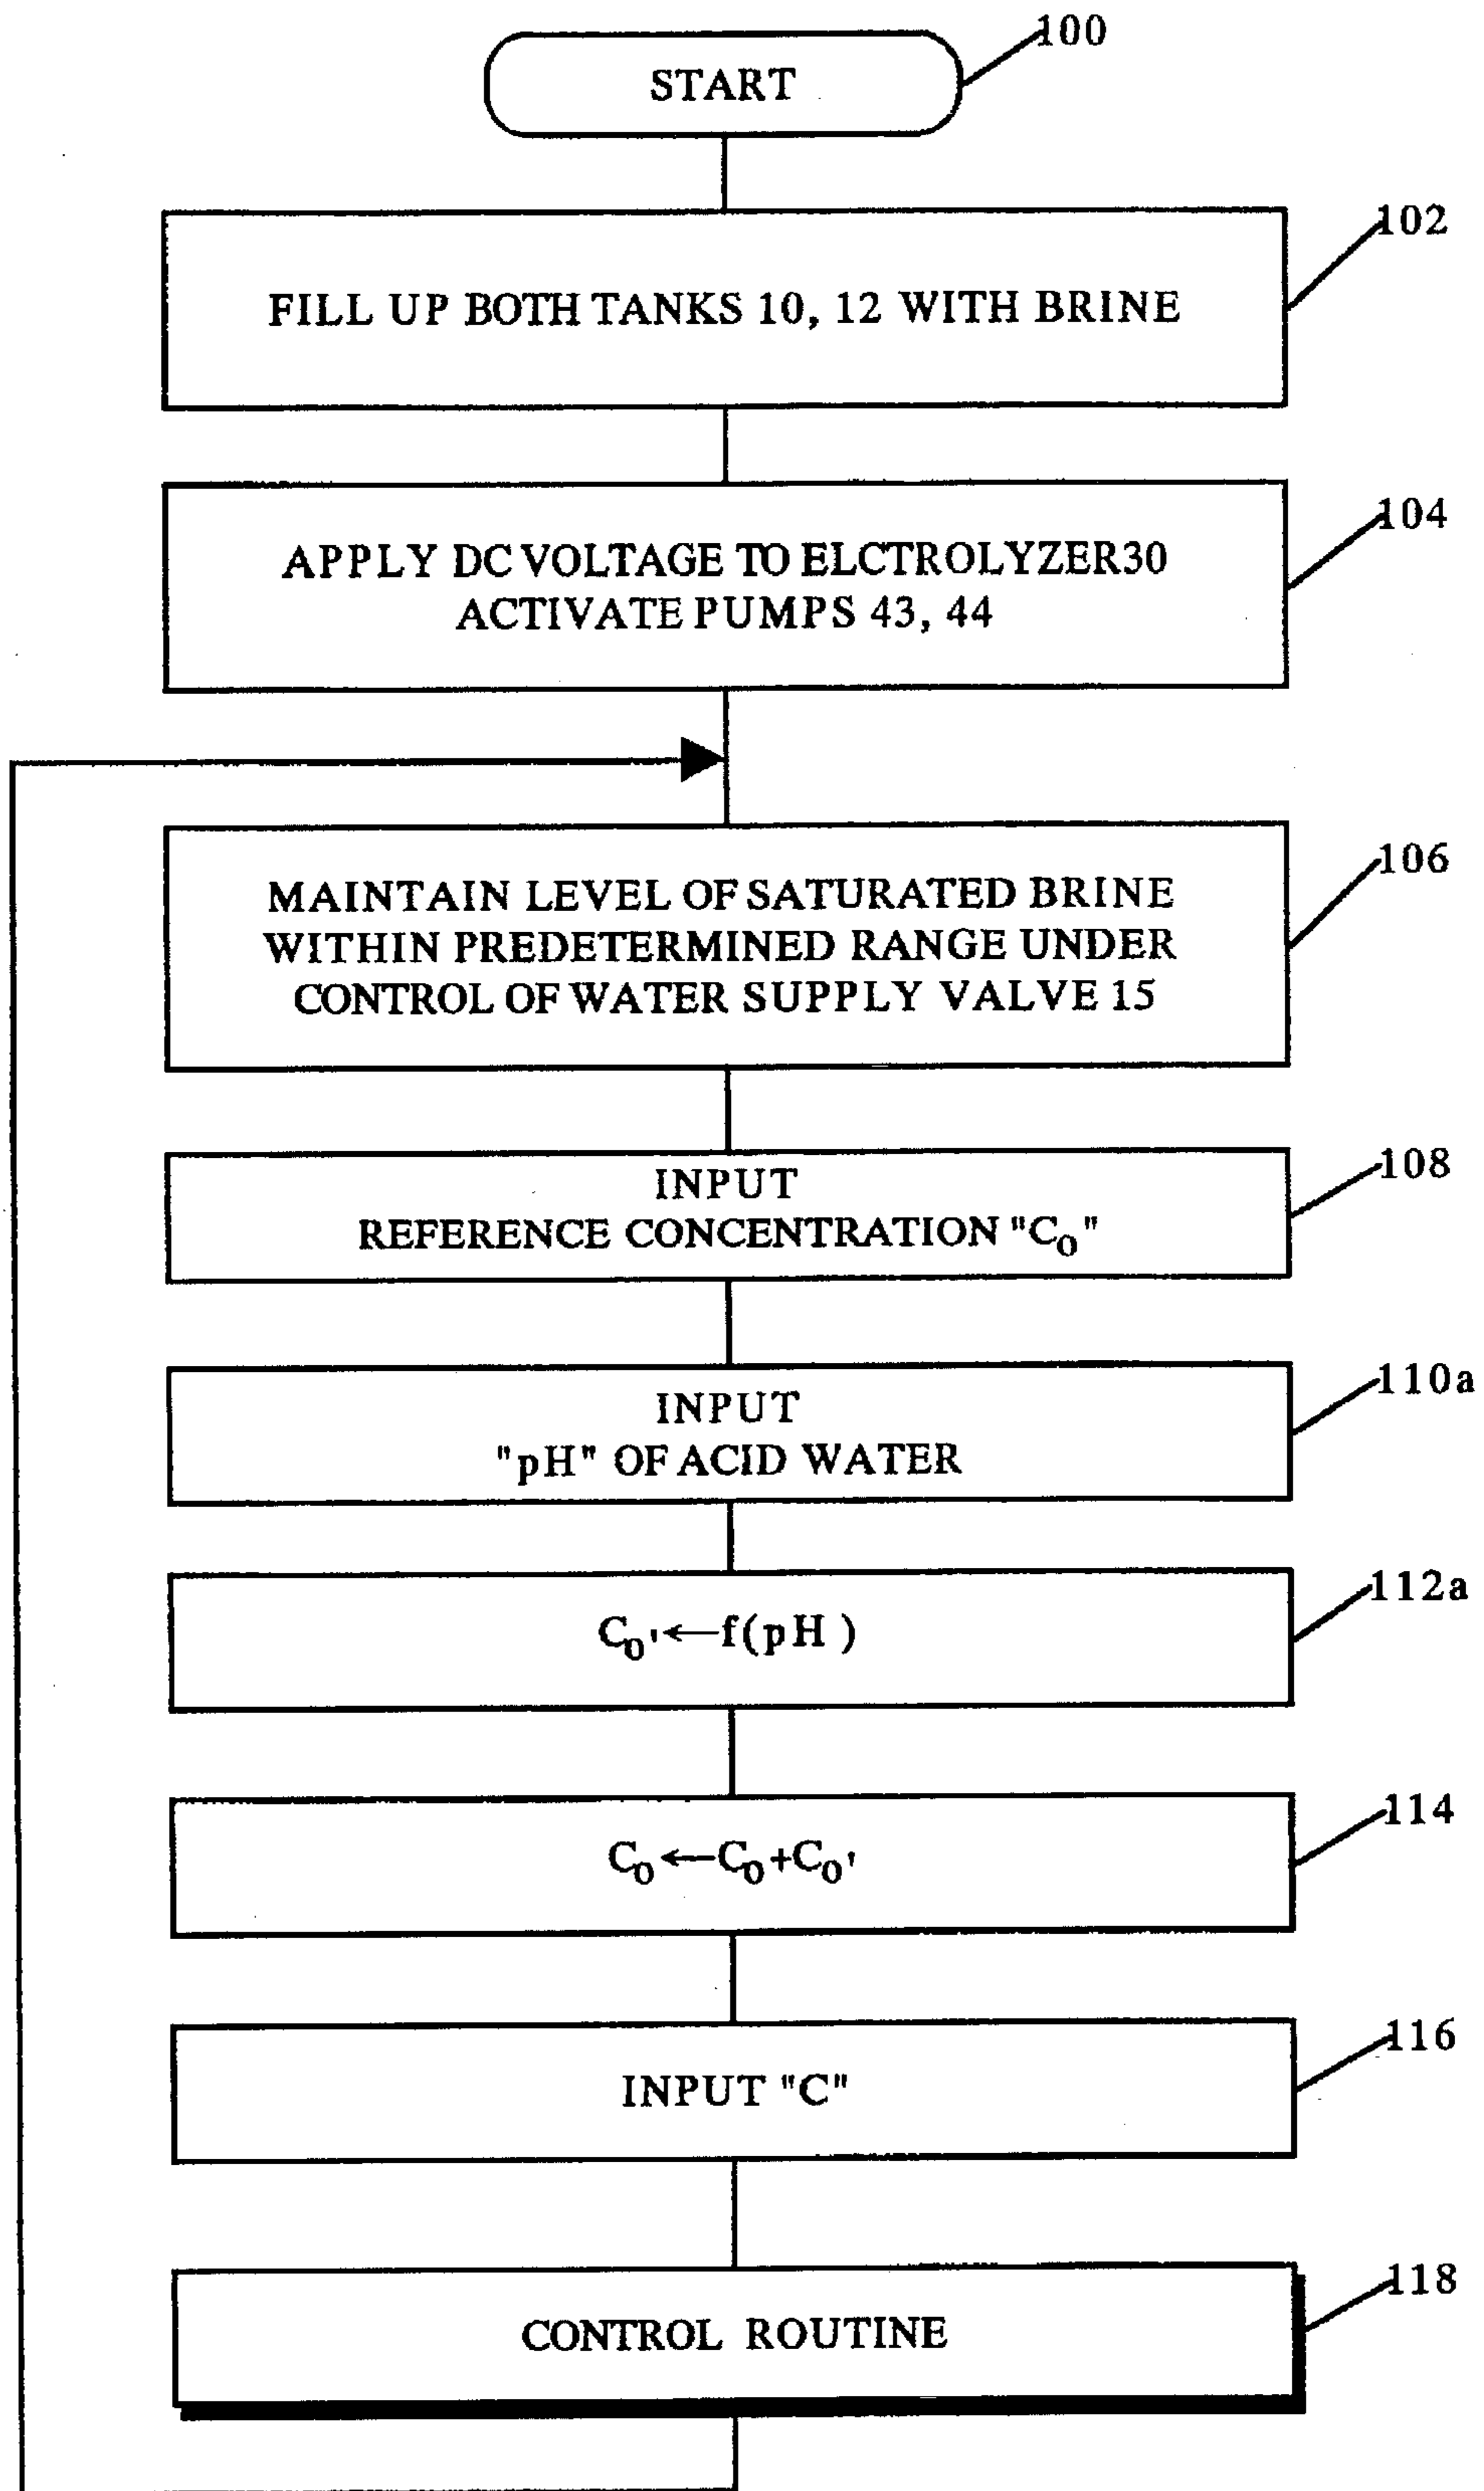 100
START
102
FILL UP BOTH TANKS 10, 12 WITH BRINE
104
APPLY DC VOLTAGE TO ELCTROLYZER30
ACTIVATE PUMPS 43, 44
106
MAINTAIN LEVEL OF SATURATED BRINE
WITHIN PREDETERMINED RANGE UNDER
CONTROL OF WATER SUPPLY VALVE 15
108
INPUT
REFERENCE CONCENTRATION "C₀"
110a
INPUT
"pH" OF ACID WATER
112a
C₀'←f(pH)
114
C₀←C₀+C₀'
116
INPUT "C"
118
CONTROL ROUTINE